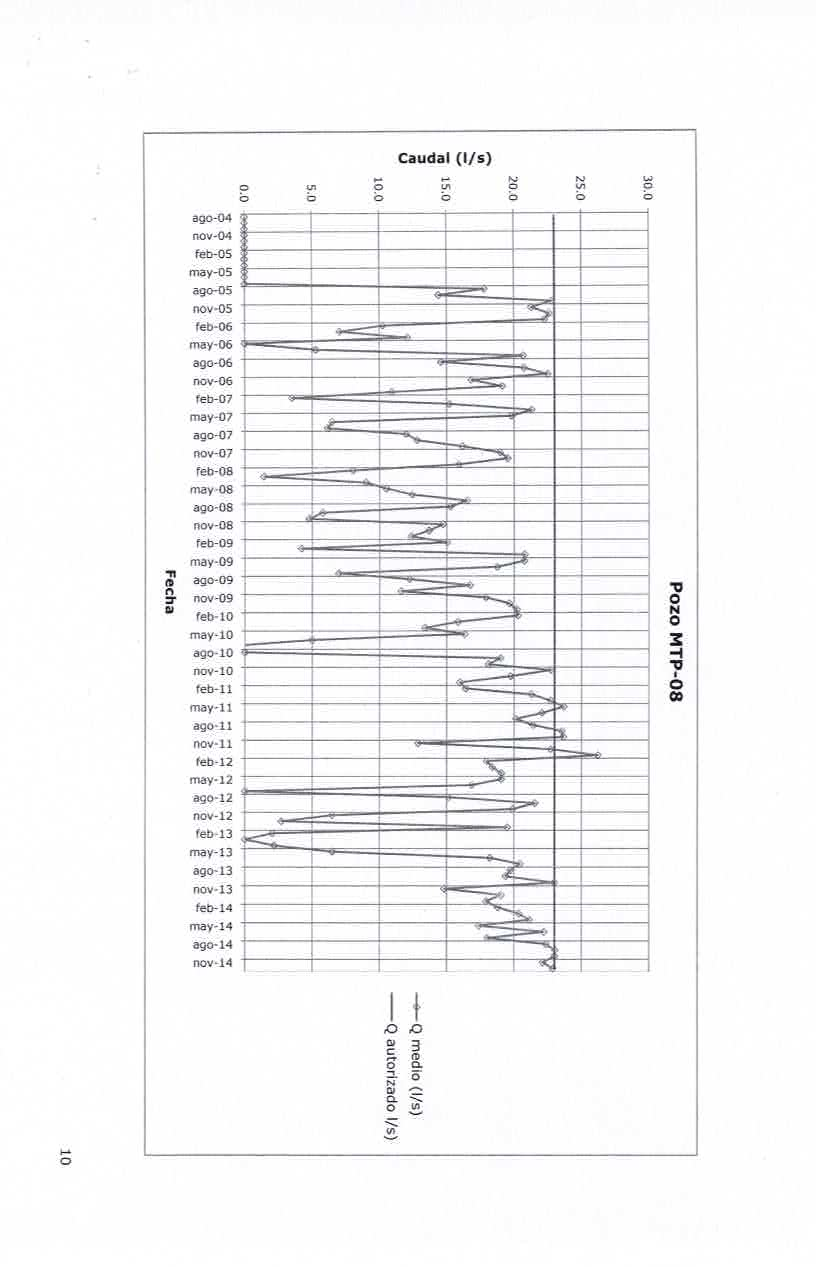 Pozo MTP-08
Caudal (l/s)
30.0
25.0
20.0
15.0
10.0
5.0
0.0
ago-04
nov-04
feb-05
may-05
ago-05
nov-05
feb-06
may-06
ago-06
nov-06
feb-07
may-07
ago-07
nov-07
feb-08
may-08
ago-08
nov-08
feb-09
may-09
ago-09
nov-09
feb-10
may-10
ago-10
nov-10
feb-11
may-11
ago-11
nov-11
feb-12
may-12
ago-12
nov-12
feb-13
may-13
ago-13
nov-13
feb-14
may-14
ago-14
nov-14
Fecha
Q medio (l/s)
Q autorizado l/s)
10